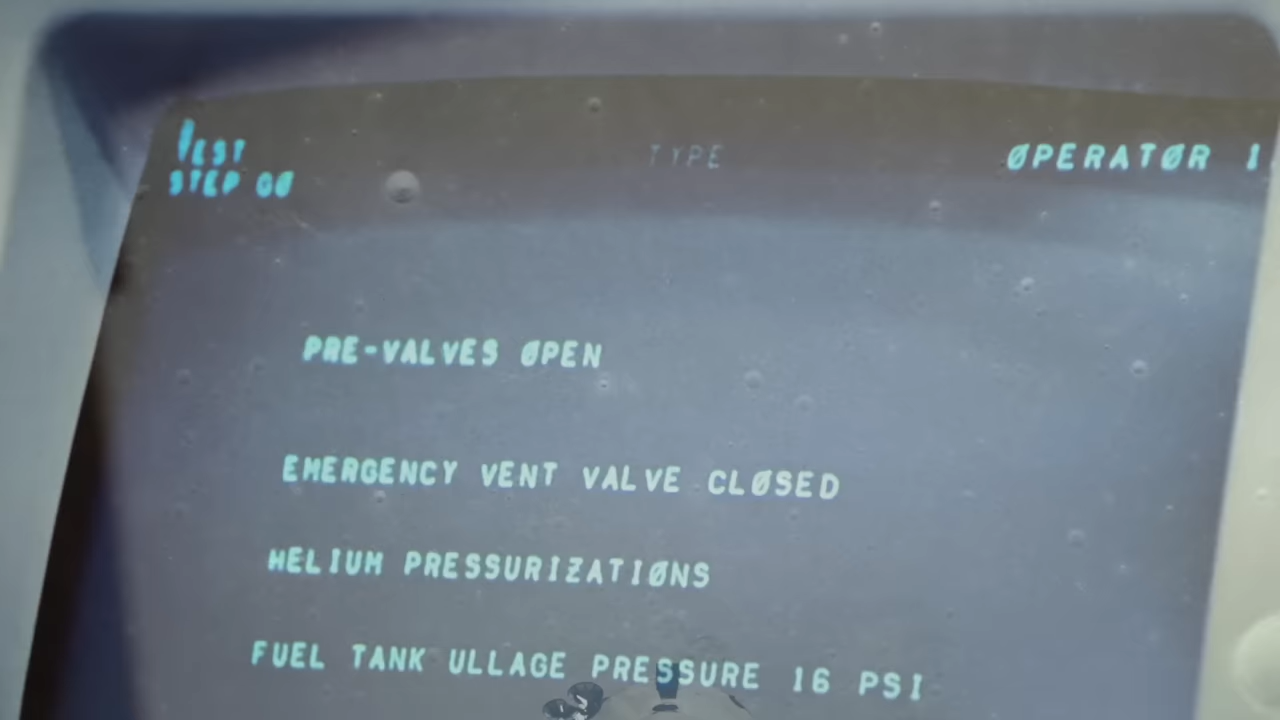 TEST
TYPE
ØPERATØR 1
STEP 00
PRE-VALVES ØPEN
EMERGENCY VENT VALVE CLØSED
HELIUM PRESSURIZATIØNS
FUEL TANK ULLAGE PRESSURE 16 PSI